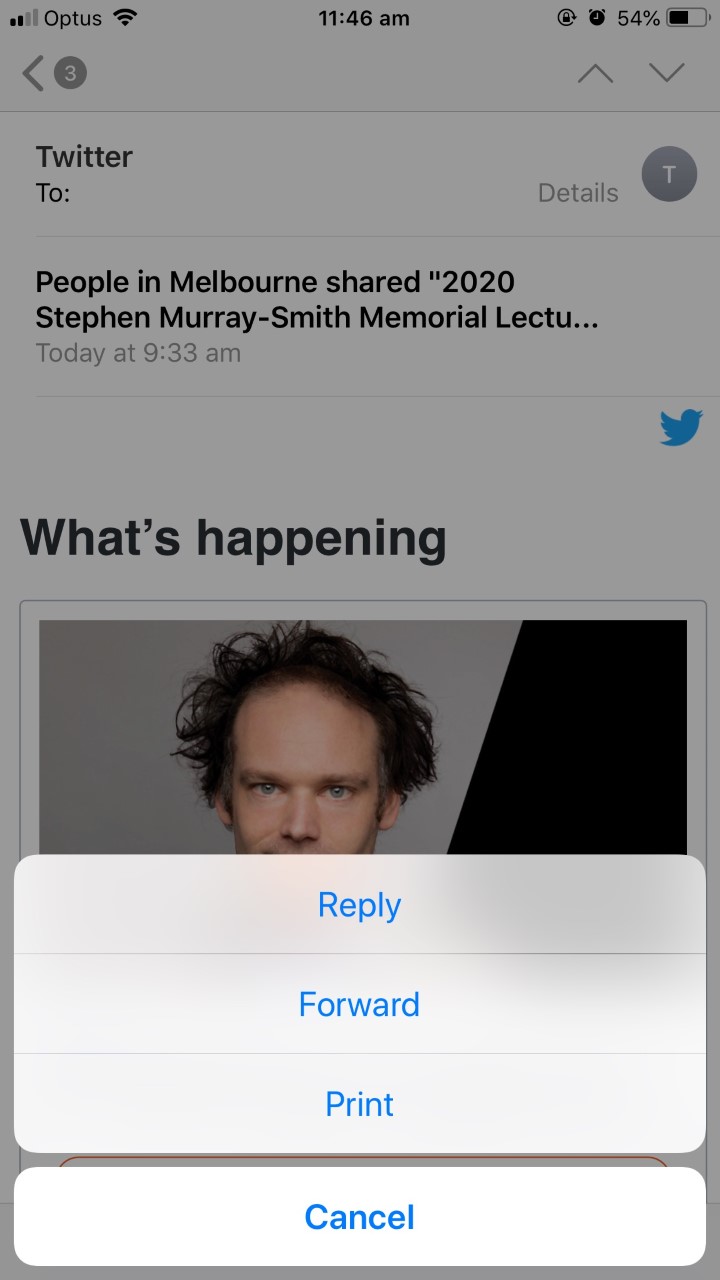 Optus 11:46 am 54%
3
Twitter
To: Details T
People in Melbourne shared "2020
Stephen Murray-Smith Memorial Lectu...
Today at 9:33 am
What’s happening
Reply
Forward
Print
Cancel